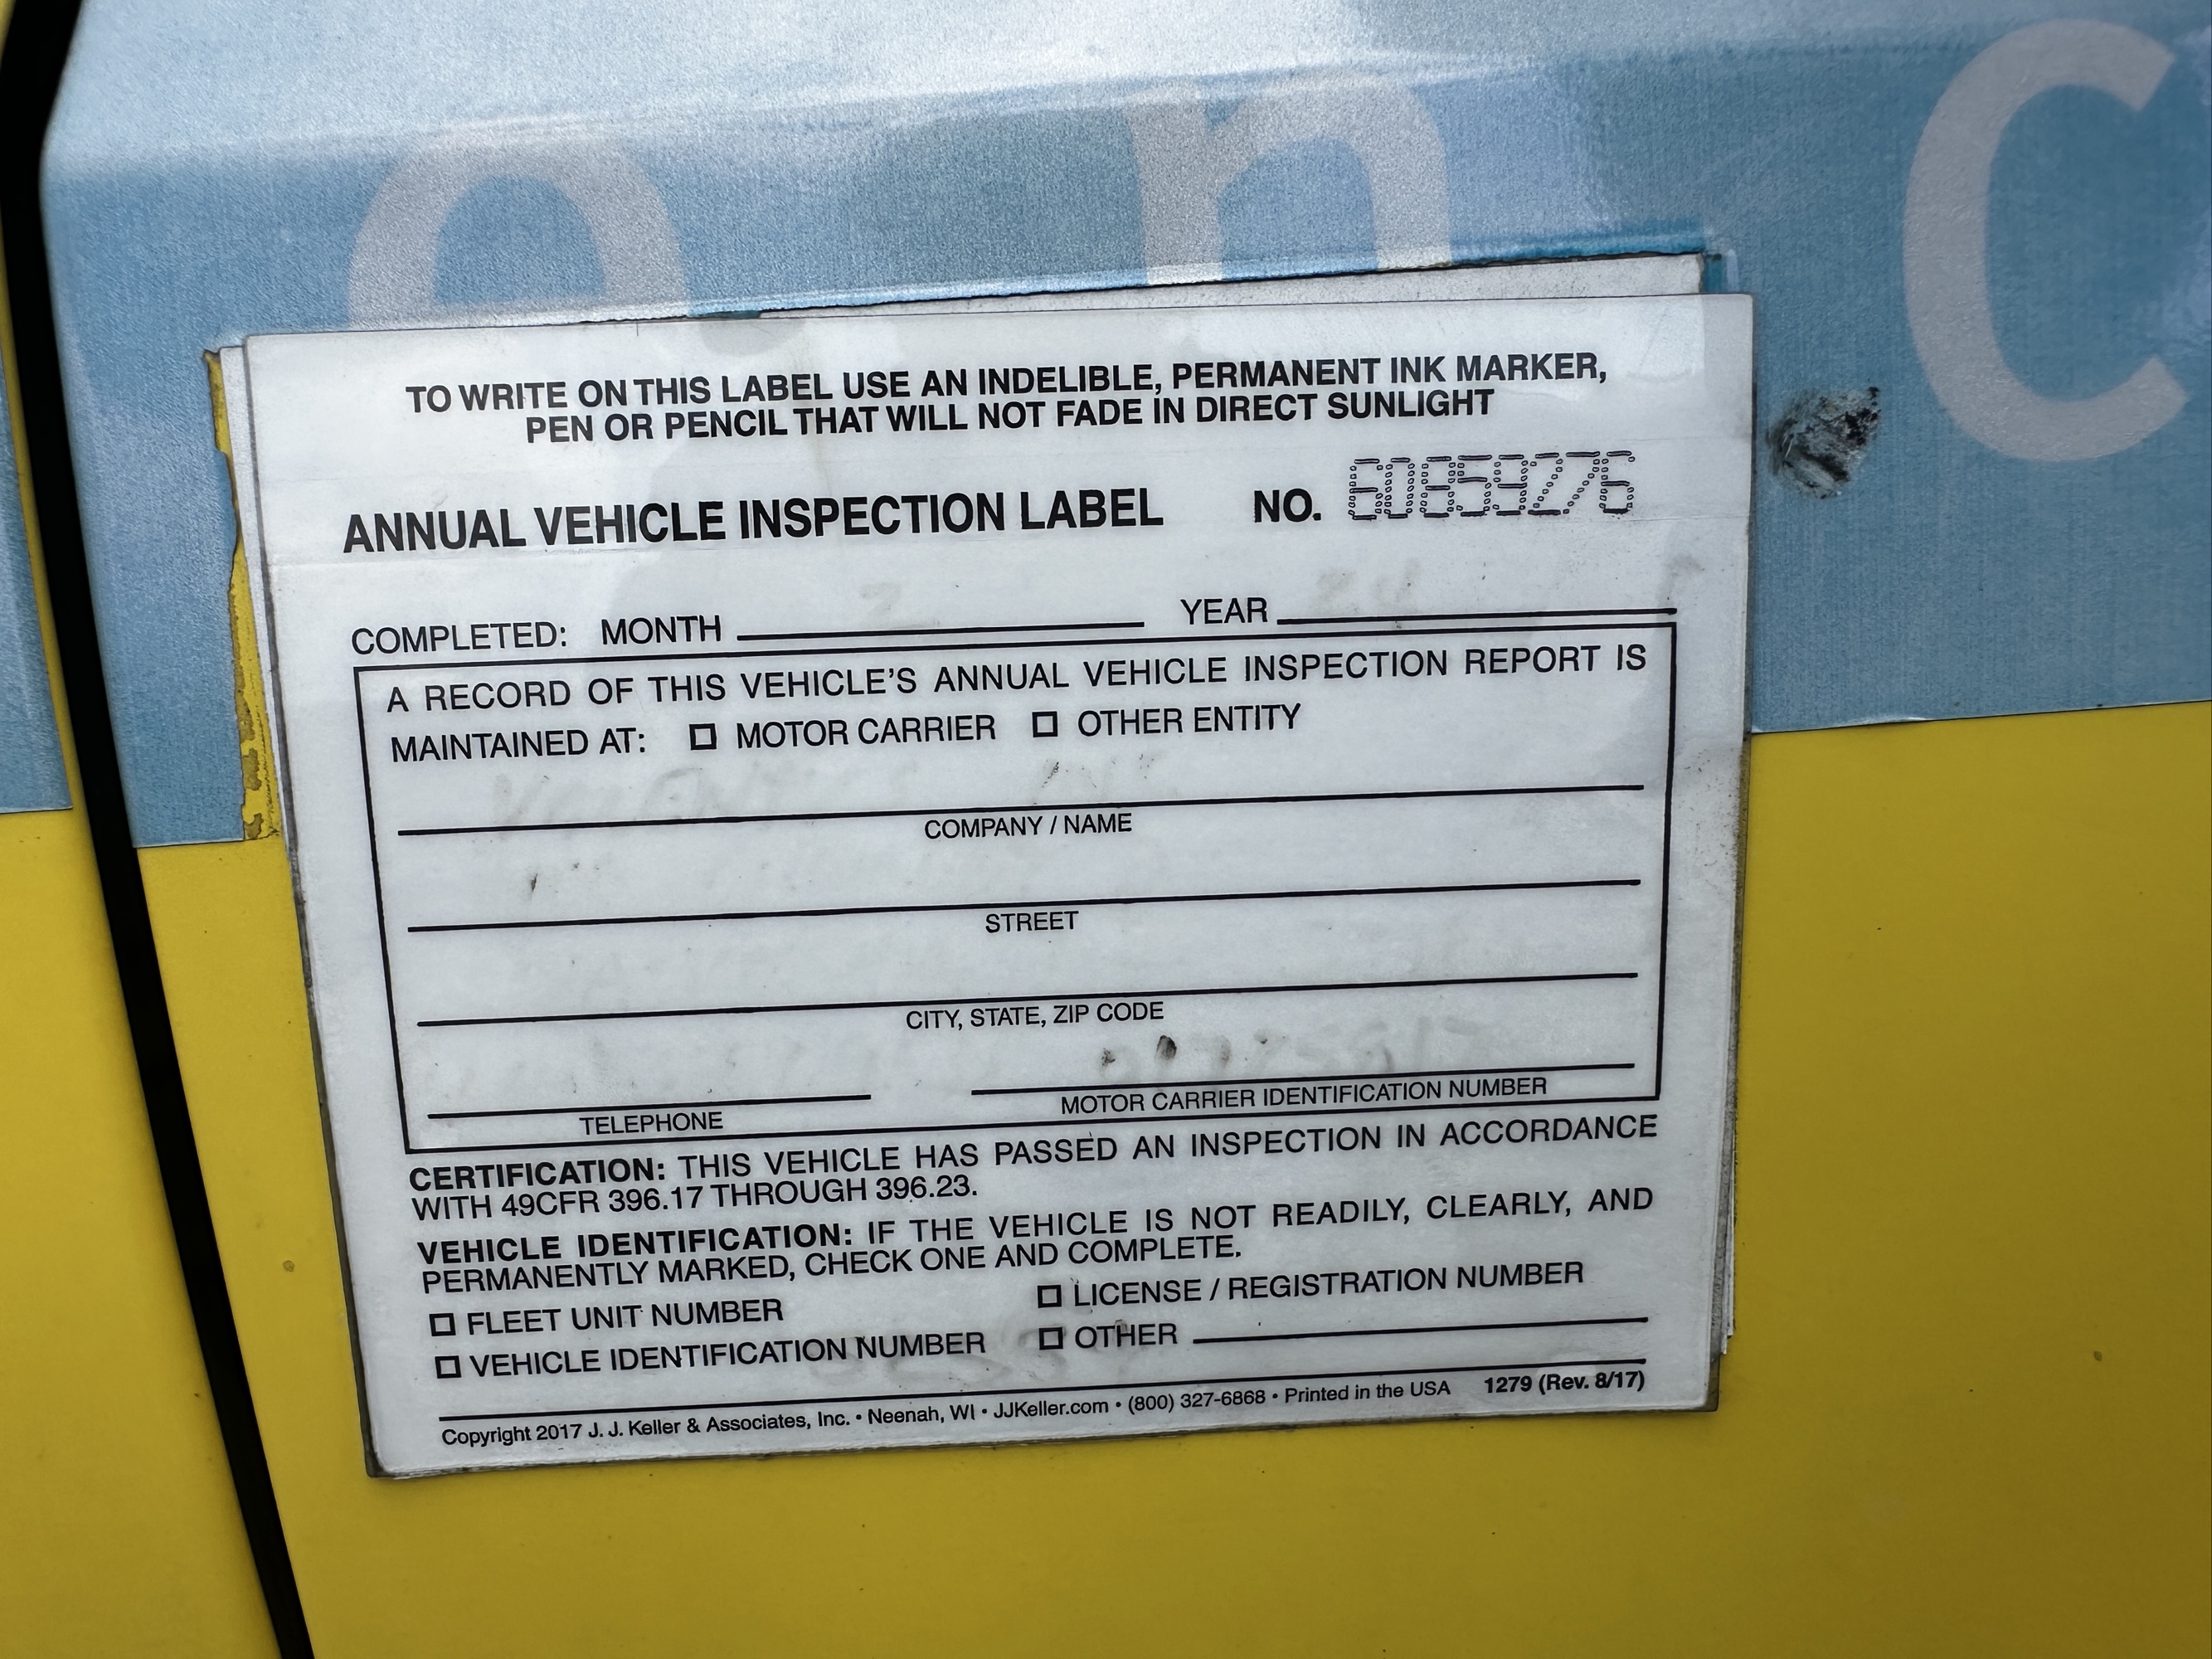 enc
TO WRITE ON THIS LABEL USE AN INDELIBLE, PERMANENT INK MARKER,
PEN OR PENCIL THAT WILL NOT FADE IN DIRECT SUNLIGHT
ANNUAL VEHICLE INSPECTION LABEL NO. 60859276
COMPLETED: MONTH YEAR
A RECORD OF THIS VEHICLE'S ANNUAL VEHICLE INSPECTION REPORT IS
MAINTAINED AT: ☐ MOTOR CARRIER ☐ OTHER ENTITY
COMPANY / NAME
STREET
CITY, STATE, ZIP CODE
TELEPHONE MOTOR CARRIER IDENTIFICATION NUMBER
CERTIFICATION: THIS VEHICLE HAS PASSED AN INSPECTION IN ACCORDANCE
WITH 49CFR 396.17 THROUGH 396.23.
VEHICLE IDENTIFICATION: IF THE VEHICLE IS NOT READILY, CLEARLY, AND
PERMANENTLY MARKED, CHECK ONE AND COMPLETE.
☐ FLEET UNIT NUMBER ☐ LICENSE / REGISTRATION NUMBER
☐ VEHICLE IDENTIFICATION NUMBER ☐ OTHER
Copyright 2017 J. J. Keller & Associates, Inc. • Neenah, WI • JJKeller.com • (800) 327-6868 • Printed in the USA 1279 (Rev. 8/17)